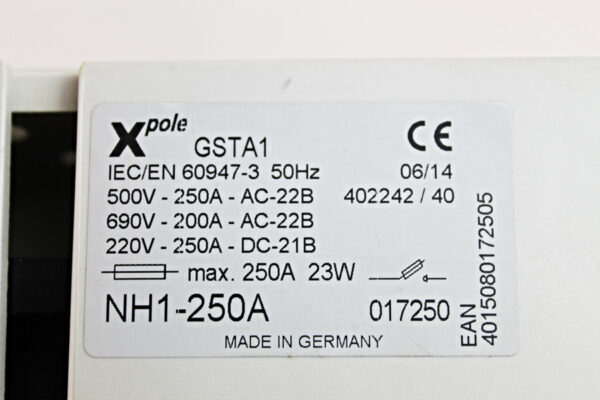 Xpole GSTA1
IEC/EN 60947-3 50Hz 06/14
500V - 250A - AC-22B 402242 / 40
690V - 200A - AC-22B
220V - 250A - DC-21B
max. 250A 23W
NH1-250A 017250
MADE IN GERMANY
CE
EAN
4015080172505